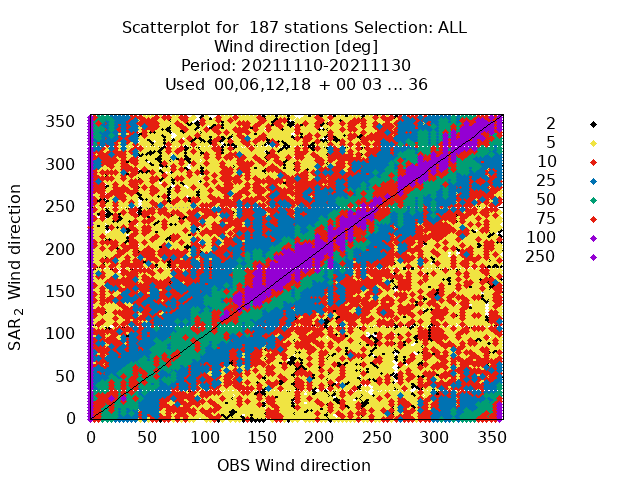 Scatterplot for 187 stations Selection: ALL
Wind direction [deg]
Period: 20211110-20211130
Used 00,06,12,18 + 00 03 ... 36
350
300
250
200
150
100
50
0
SAR2 Wind direction
0 50 100 150 200 250 300 350
OBS Wind direction
2
5
10
25
50
75
100
250